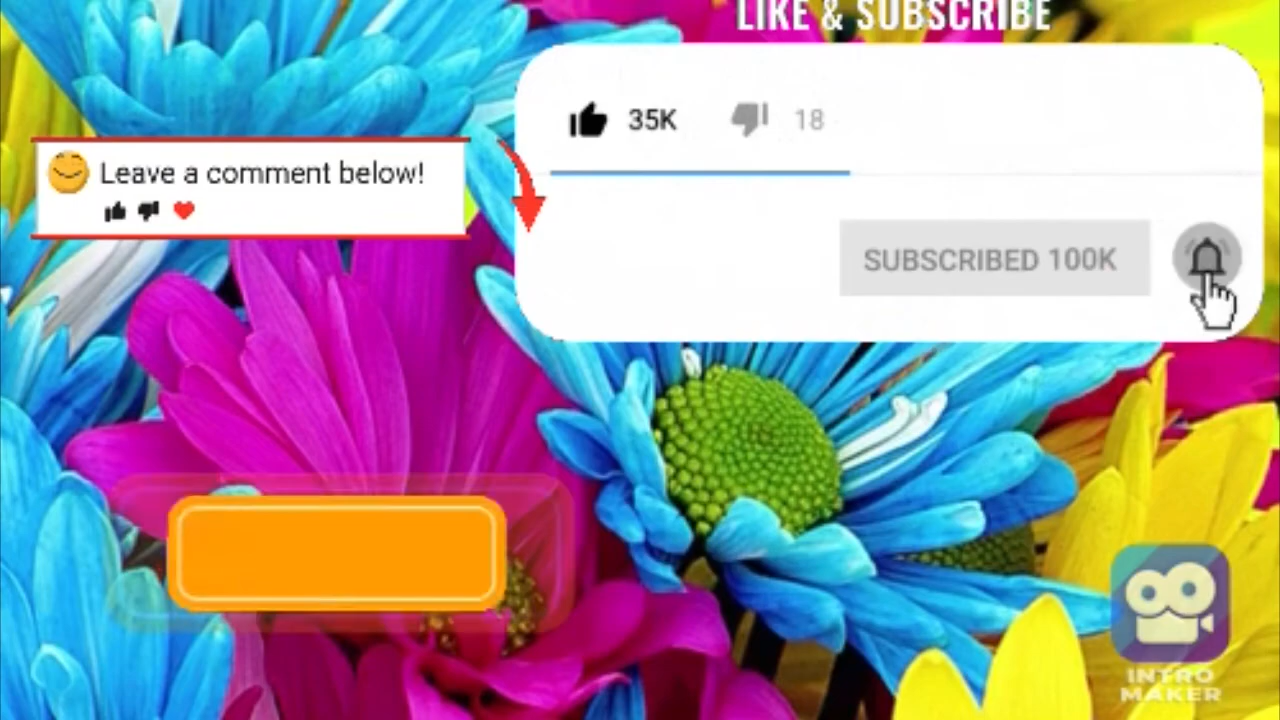 LIKE & SUBSCRIBE
35K 18
Leave a comment below!
SUBSCRIBED 100K
INTRO
MAKER